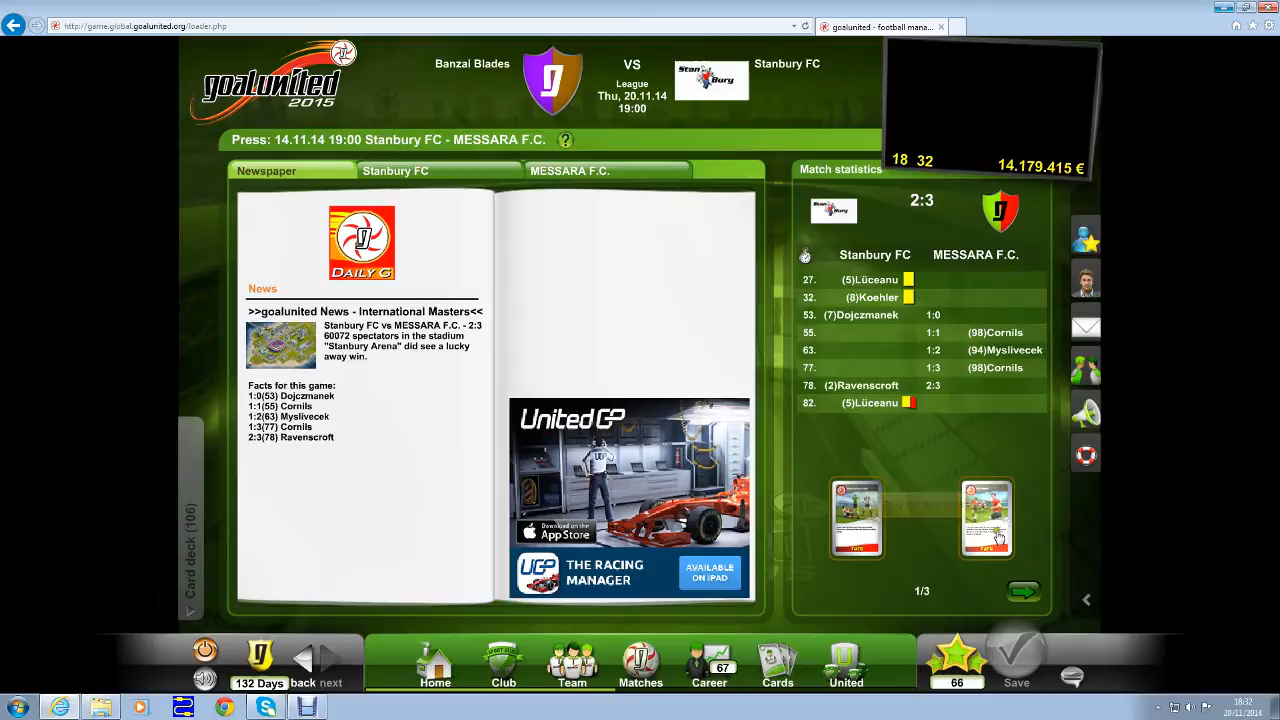 http://game.global.goalunited.org/loader.php
goalunited - football mana...
goalunited
2015
Banzai Blades
VS
Stanbury FC
League
Thu, 20.11.14
19:00
Stan Bury
Press: 14.11.14 19:00 Stanbury FC - MESSARA F.C. ?
18 32
14.179.415 €
Newspaper
Stanbury FC
MESSARA F.C.
Match statistics
g
DAILY G
News
>>goalunited News - International Masters<<
Stanbury FC vs MESSARA F.C. - 2:3
60072 spectators in the stadium
"Stanbury Arena" did see a lucky
away win.
Facts for this game:
1:0(53) Dojczmanek
1:1(55) Cornils
1:2(63) Myslivecek
1:3(77) Cornils
2:3(78) Ravenscroft
United GP
UGP
Download on the
App Store
UGP
THE RACING
MANAGER
AVAILABLE
ON iPAD
2:3
Stanbury FC
MESSARA F.C.
27. (5)Lüceanu
32. (8)Koehler
53. (7)Dojczmanek 1:0
55. 1:1 (98)Cornils
63. 1:2 (94)Myslivecek
77. 1:3 (98)Cornils
78. (2)Ravenscroft 2:3
82. (5)Lüceanu
rare
rare
1/3
Card deck (106)
132 Days
back
next
Home
Club
Team
Matches
67
Career
Cards
United
66
Save
18:32
20/11/2014